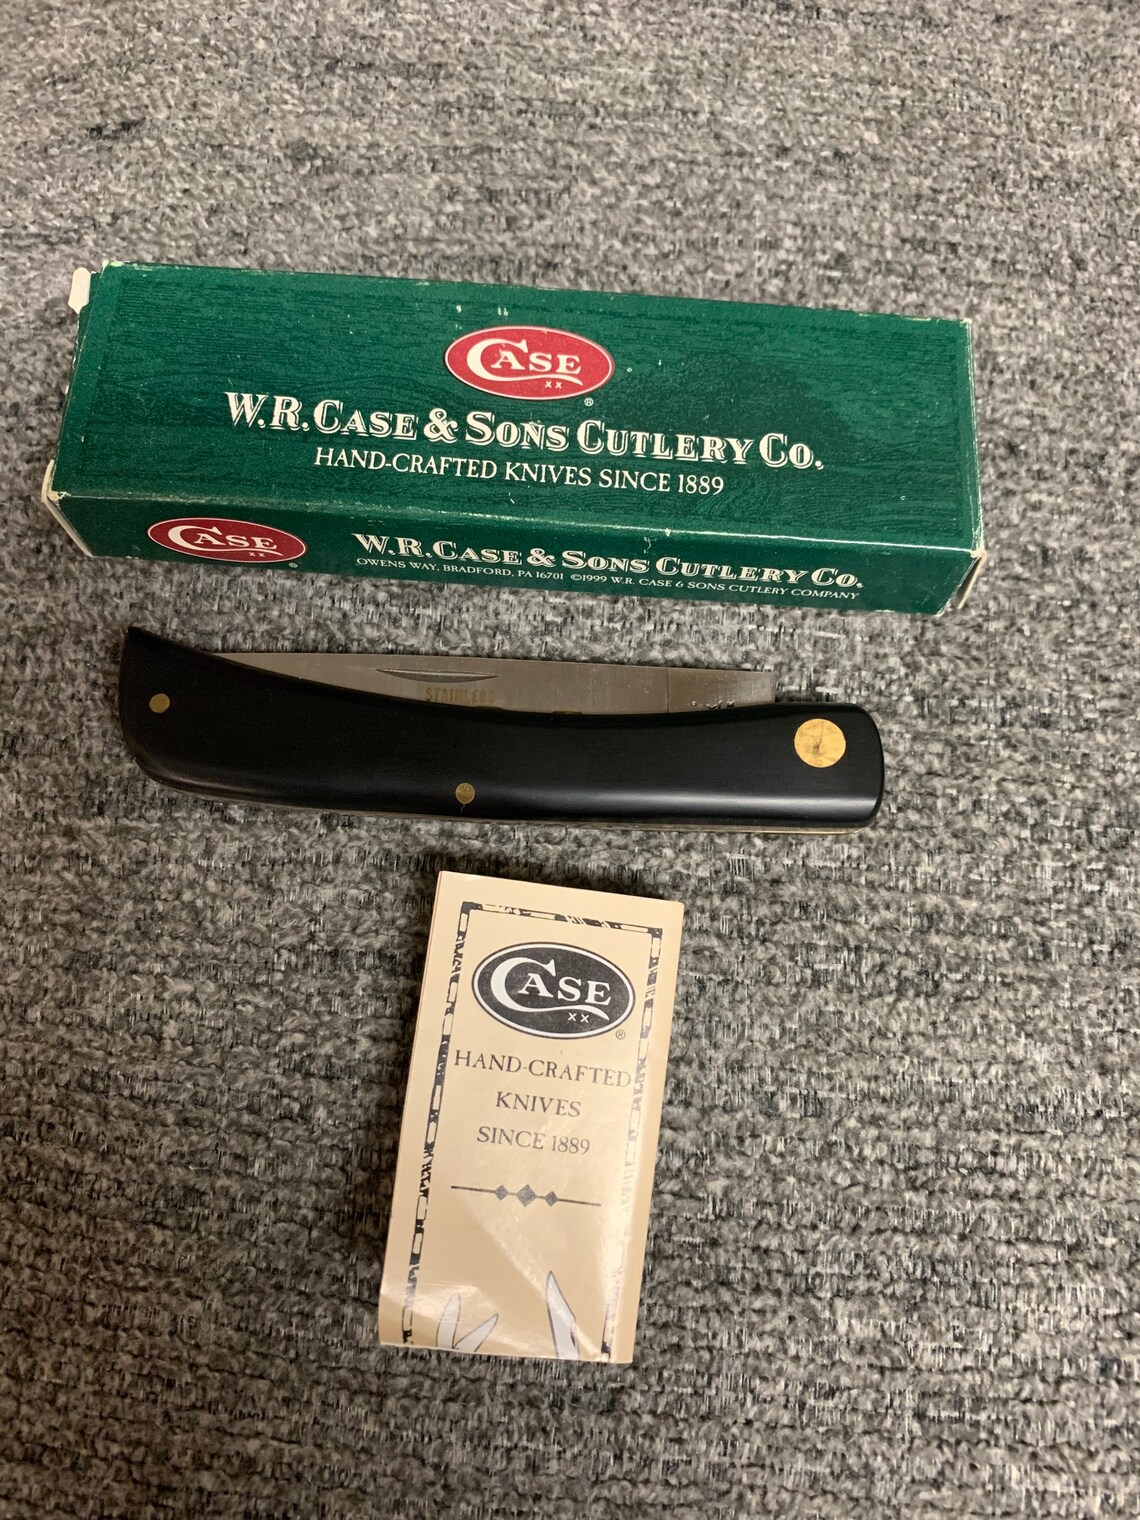 CASE
XX
®
W.R. CASE & SONS CUTLERY CO.
HAND-CRAFTED KNIVES SINCE 1889
CASE
XX
®
W.R. CASE & SONS CUTLERY CO.
OWENS WAY, BRADFORD, PA 16701 ©1999 W.R. CASE & SONS CUTLERY COMPANY
STAINLESS
CASE
XX
®
HAND-CRAFTED
KNIVES
SINCE 1889